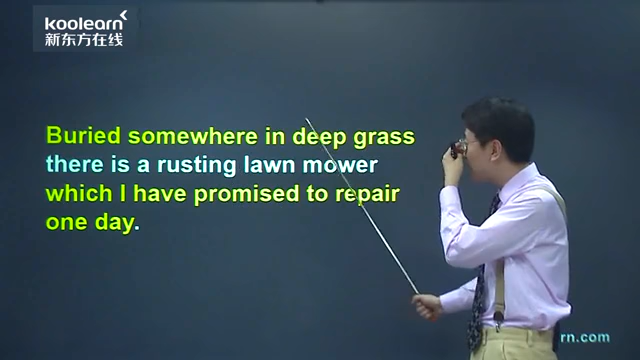 koolearn
新东方在线
Buried somewhere in deep grass
there is a rusting lawn mower
which I have promised to repair
one day.
rn.com